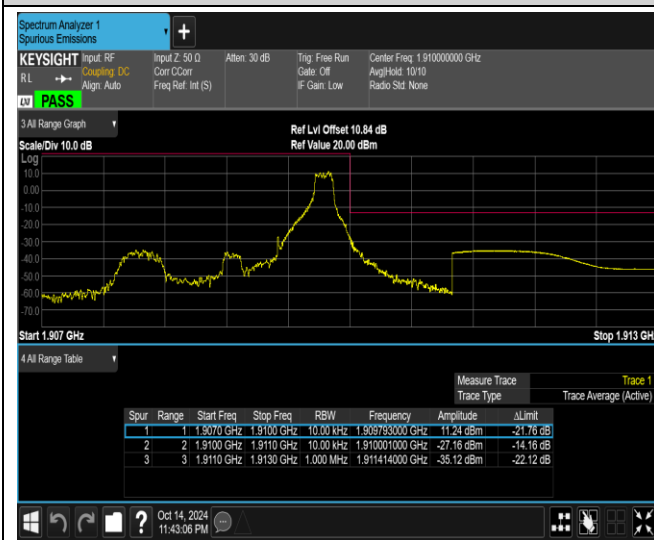 Spectrum Analyzer 1
Spurious Emissions
KEYSIGHT
RL
LXI
PASS
Input: RF
Coupling: DC
Align: Auto
Input Z: 50 Ω
Corr CCorr
Freq Ref: Int (S)
Atten: 30 dB
Trig: Free Run
Gate: Off
IF Gain: Low
Center Freq: 1.910000000 GHz
Avg|Hold: 10/10
Radio Std: None
3 All Range Graph
Scale/Div 10.0 dB
Ref Lvl Offset 10.84 dB
Ref Value 20.00 dBm
Log
10.0
0.00
-10.0
-20.0
-30.0
-40.0
-50.0
-60.0
-70.0
Start 1.907 GHz
Stop 1.913 GH
4 All Range Table
Measure Trace Trace 1
Trace Type Trace Average (Active)
Spur Range Start Freq Stop Freq RBW Frequency Amplitude ΔLimit
1 1 1.9070 GHz 1.9100 GHz 10.00 kHz 1.909793000 GHz 11.24 dBm -21.76 dB
2 2 1.9100 GHz 1.9110 GHz 10.00 kHz 1.910001000 GHz -27.16 dBm -14.16 dB
3 3 1.9110 GHz 1.9130 GHz 1.000 MHz 1.911414000 GHz -35.12 dBm -22.12 dB
?
Oct 14, 2024
11:43:06 PM